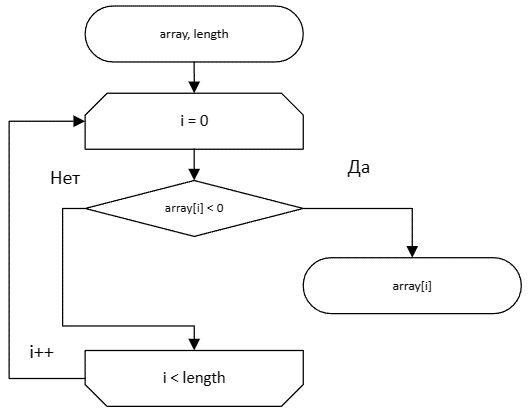 array, length
i = 0
Нет
Да
array[i] < 0
array[i]
i++
i < length